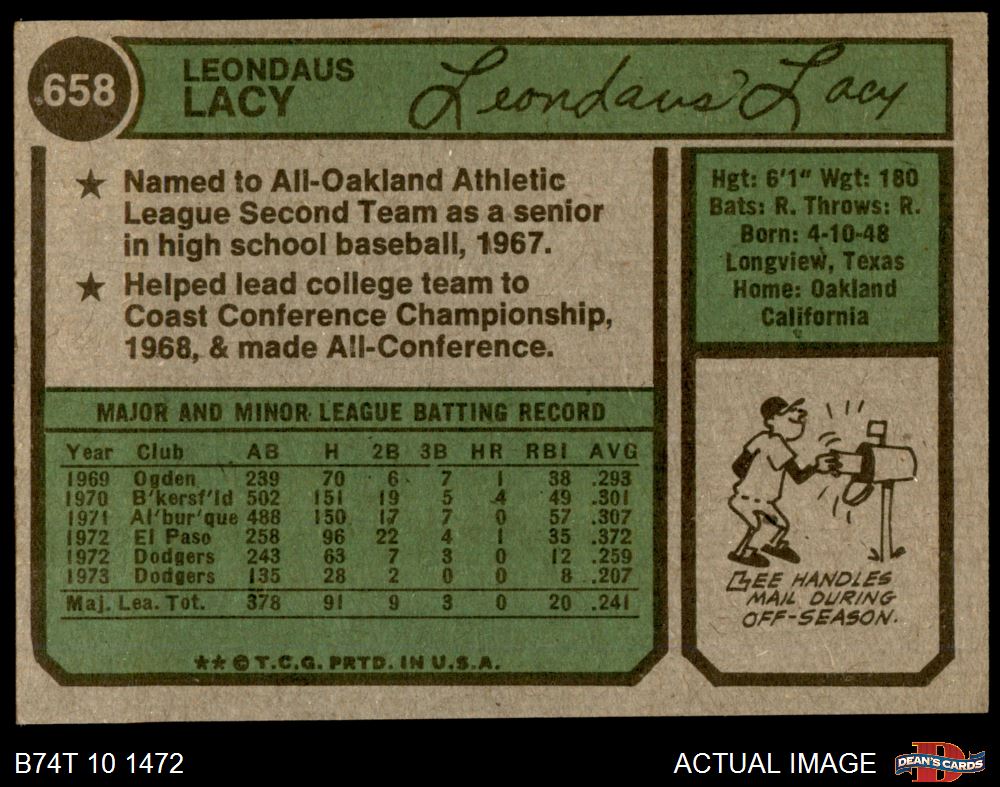 658
LEONDAUS
LACY
Leondaus Lacy
★ Named to All-Oakland Athletic
League Second Team as a senior
in high school baseball, 1967.
★ Helped lead college team to
Coast Conference Championship,
1968, & made All-Conference.
Hgt: 6'1" Wgt: 180
Bats: R. Throws: R.
Born: 4-10-48
Longview, Texas
Home: Oakland
California
MAJOR AND MINOR LEAGUE BATTING RECORD
Year Club AB H 2B 3B HR RBI AVG
1969 Ogden 239 70 6 7 1 38 .293
1970 B'kersf'ld 502 151 19 5 4 49 .301
1971 Al'bur'que 488 150 17 7 0 57 .307
1972 El Paso 258 96 22 4 1 35 .372
1972 Dodgers 243 63 7 3 0 12 .259
1973 Dodgers 135 28 2 0 0 8 .207
Maj. Lea. Tot. 378 91 9 3 0 20 .241
★★ © T.C.G. PRTD. IN U.S.A.
LEE HANDLES
MAIL DURING
OFF-SEASON.
B74T 10 1472
ACTUAL IMAGE
D
DEAN'S CARDS